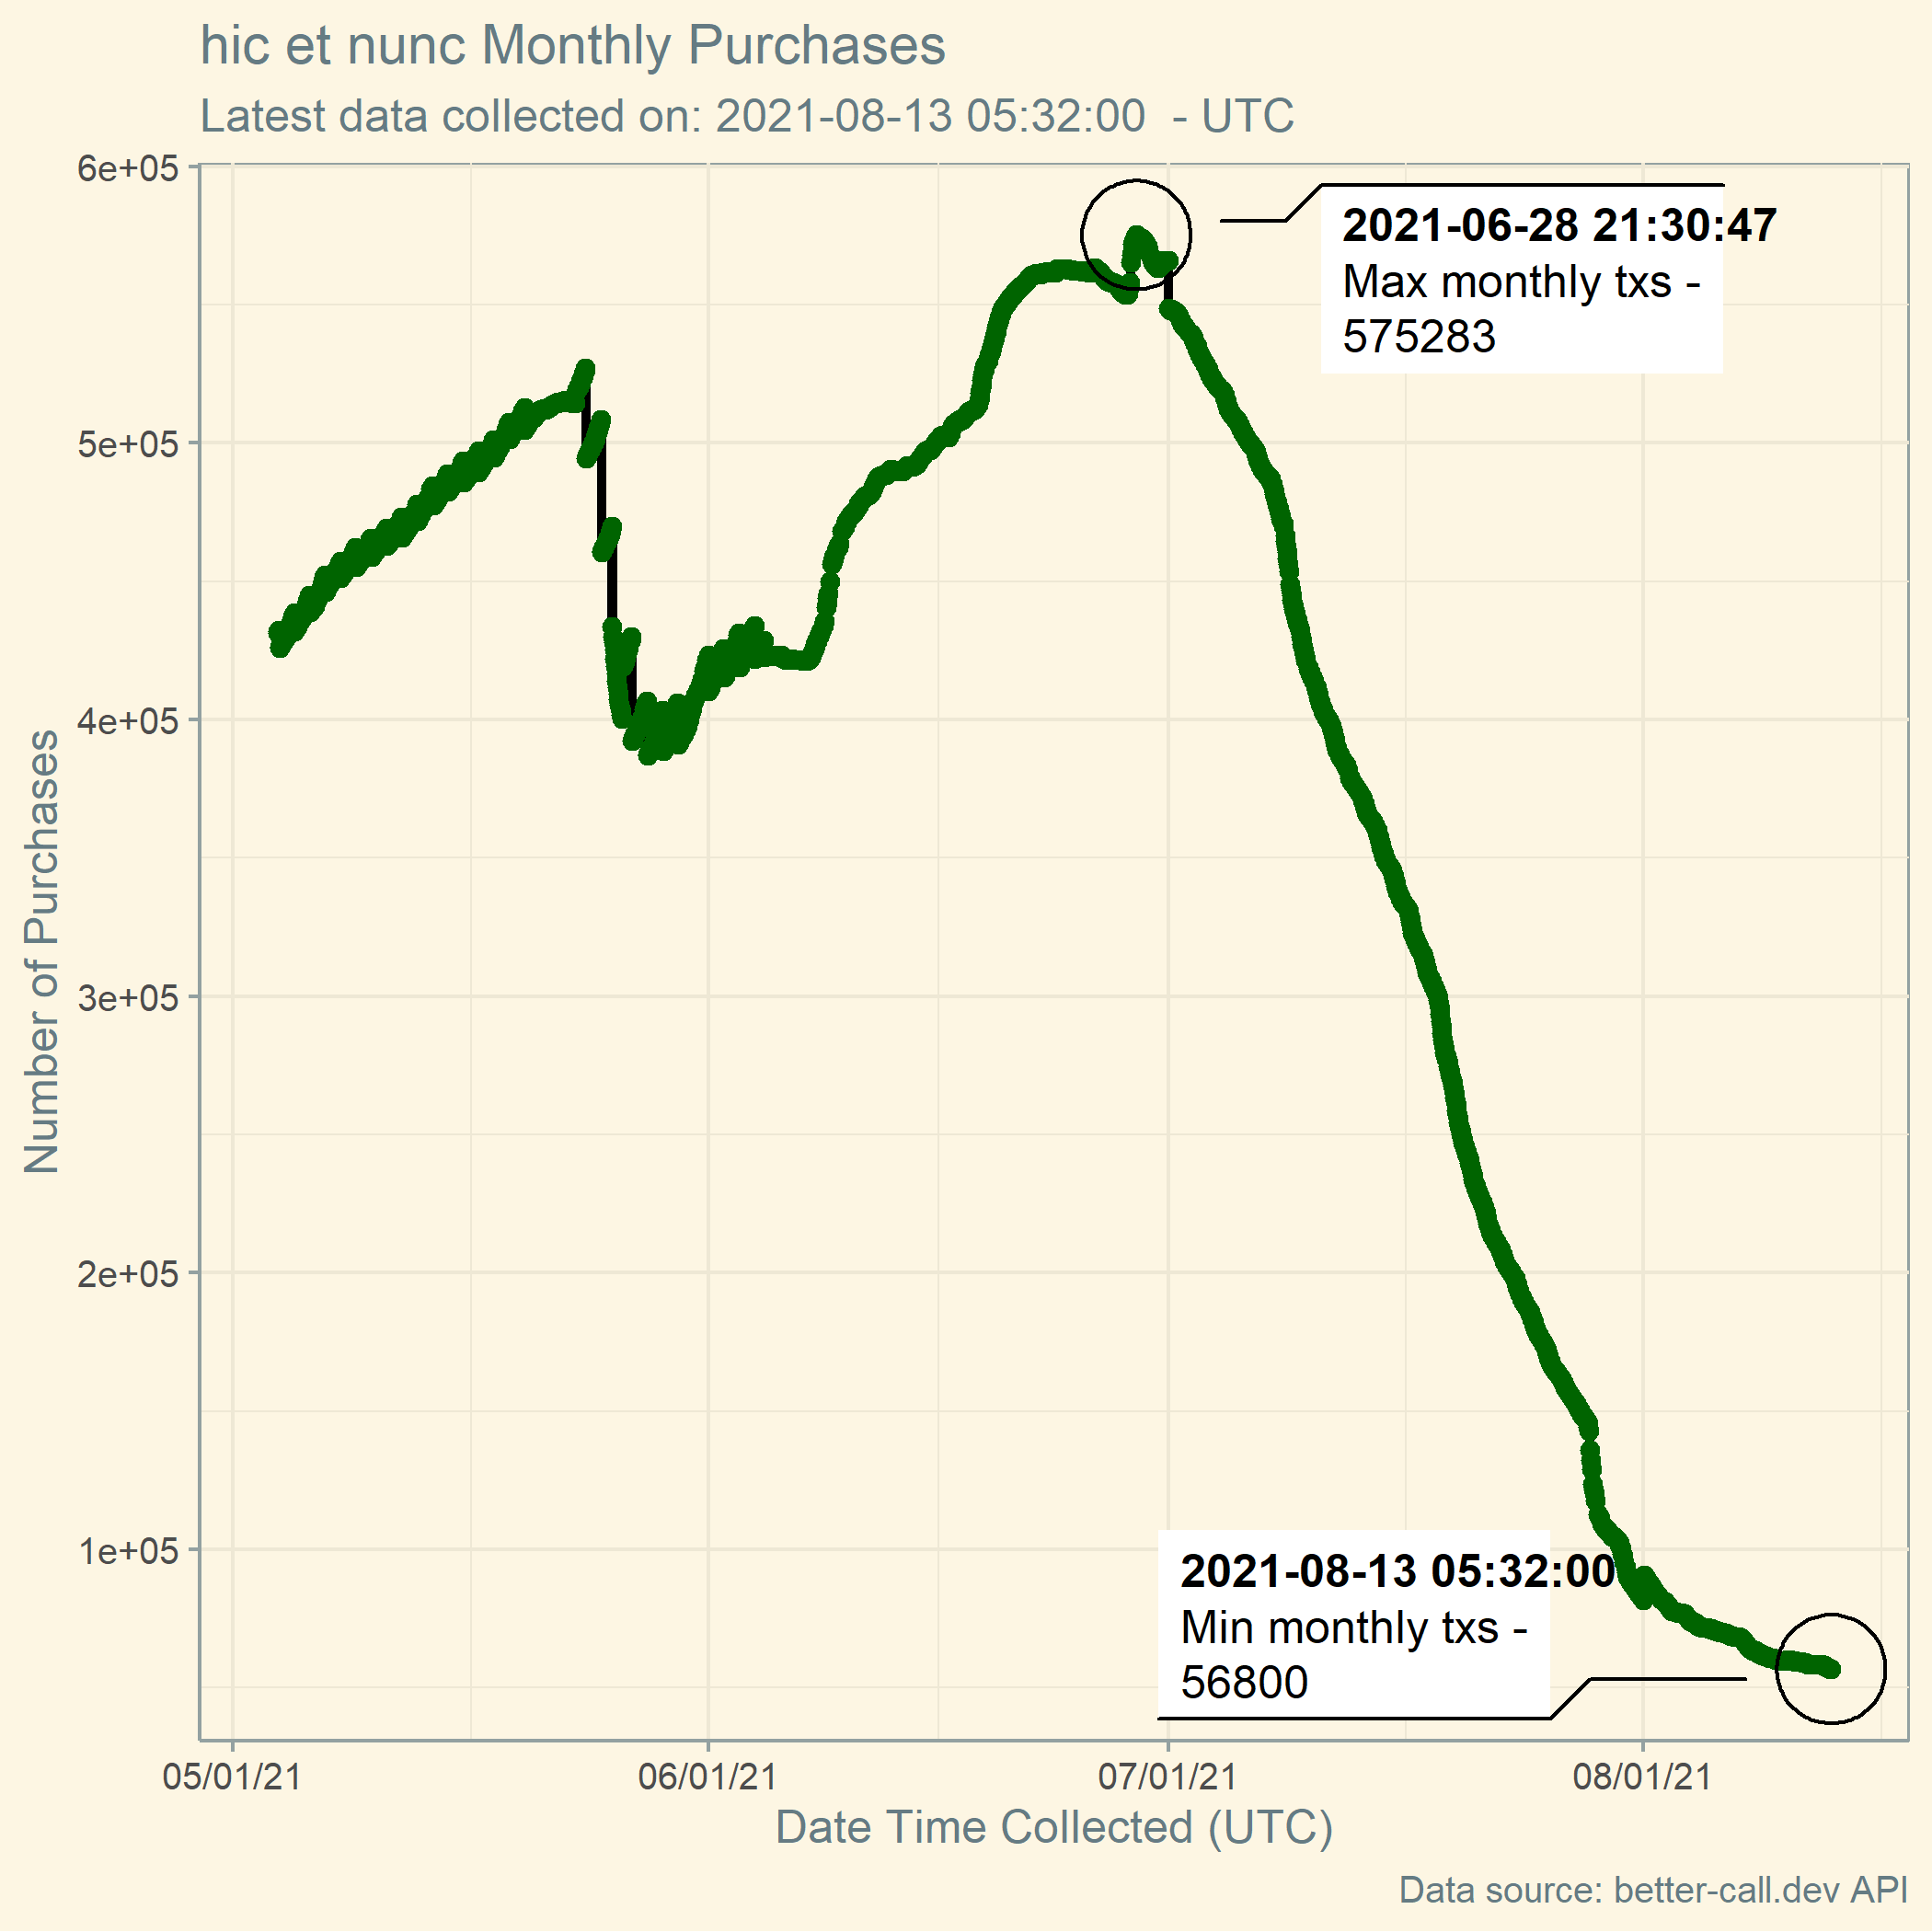 hic et nunc Monthly Purchases
Latest data collected on: 2021-08-13 05:32:00  - UTC
6e+05
5e+05
4e+05
3e+05
2e+05
1e+05
Number of Purchases
2021-06-28 21:30:47
Max monthly txs -
575283
2021-08-13 05:32:00
Min monthly txs -
56800
05/01/21
06/01/21
07/01/21
08/01/21
Date Time Collected (UTC)
Data source: better-call.dev API